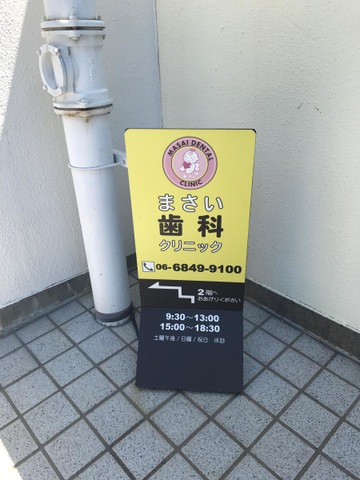 MASAI DENTAL
CLINIC
まさい
歯科
クリニック
06-6849-9100
2階へ
おあがりください
9:30～13:00
15:00～18:30
土曜午後 / 日曜 / 祝日 休診